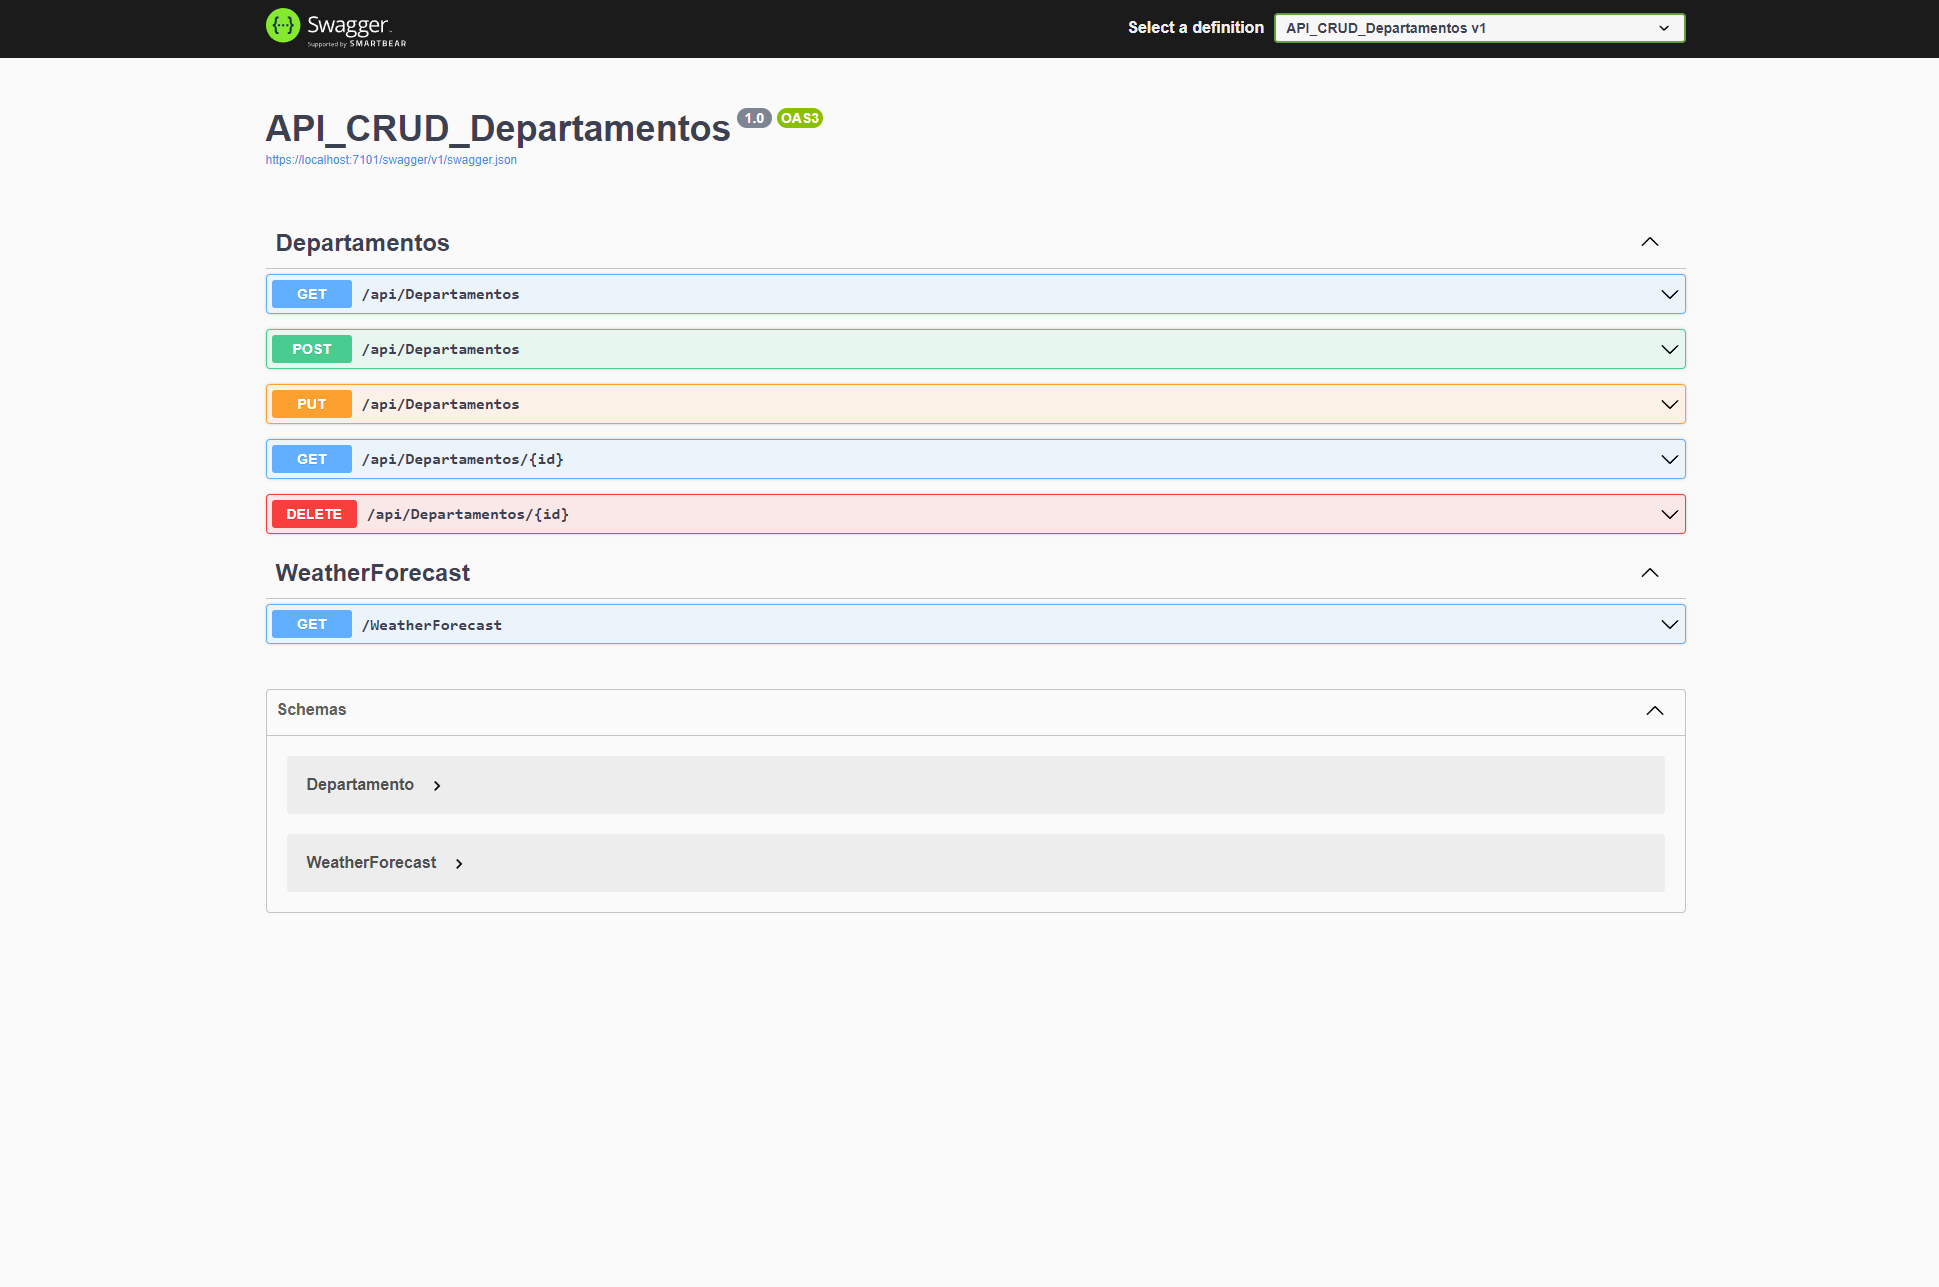 Swagger.
Supported by SMARTBEAR
Select a definition
API_CRUD_Departamentos v1
API_CRUD_Departamentos 1.0 OAS3
https://localhost:7101/swagger/v1/swagger.json
Departamentos
GET /api/Departamentos
POST /api/Departamentos
PUT /api/Departamentos
GET /api/Departamentos/{id}
DELETE /api/Departamentos/{id}
WeatherForecast
GET /WeatherForecast
Schemas
Departamento
WeatherForecast